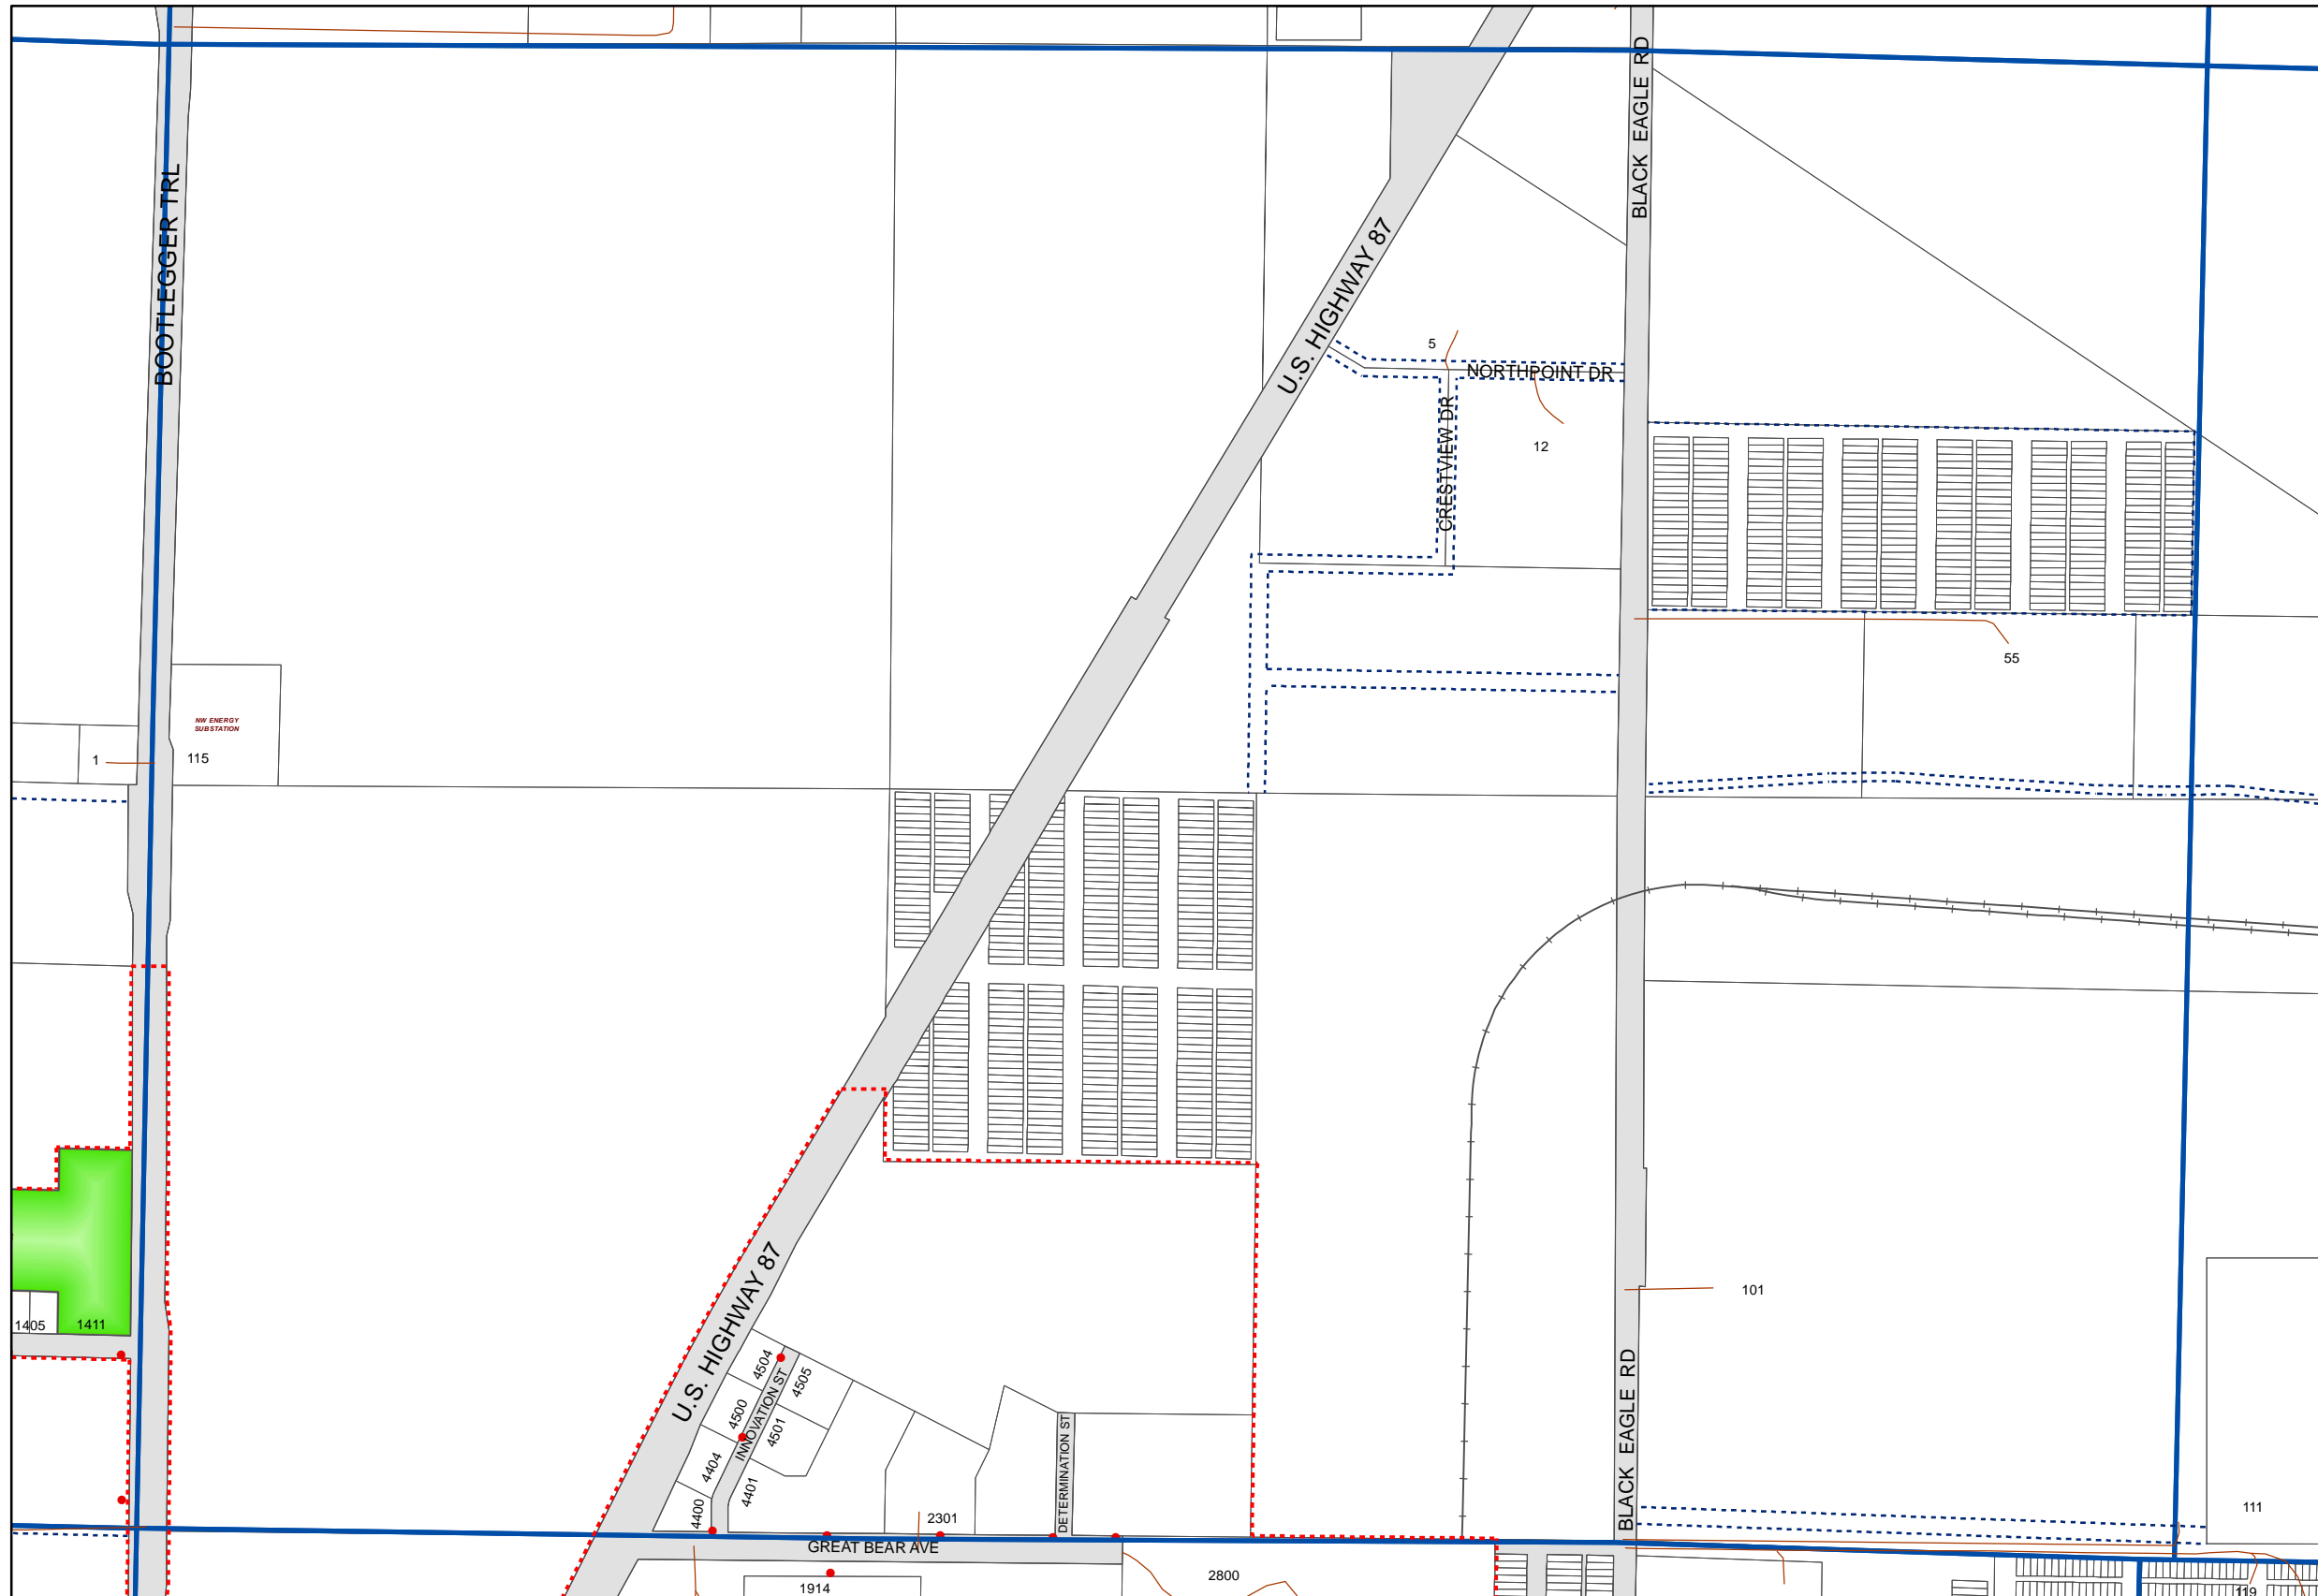 BLACK EAGLE RD
BOOTLEGGER TRL
U.S. HIGHWAY 87
5
NORTHPOINT DR
CRESTVIEW DR
12
55
NW ENERGY
SUBSTATION
1
115
101
U.S. HIGHWAY 87
1405
1411
4504
4505
INNOVATION ST
4500
4501
4404
4401
4400
DETERMINATION ST
BLACK EAGLE RD
2301
111
GREAT BEAR AVE
2800
1914
119